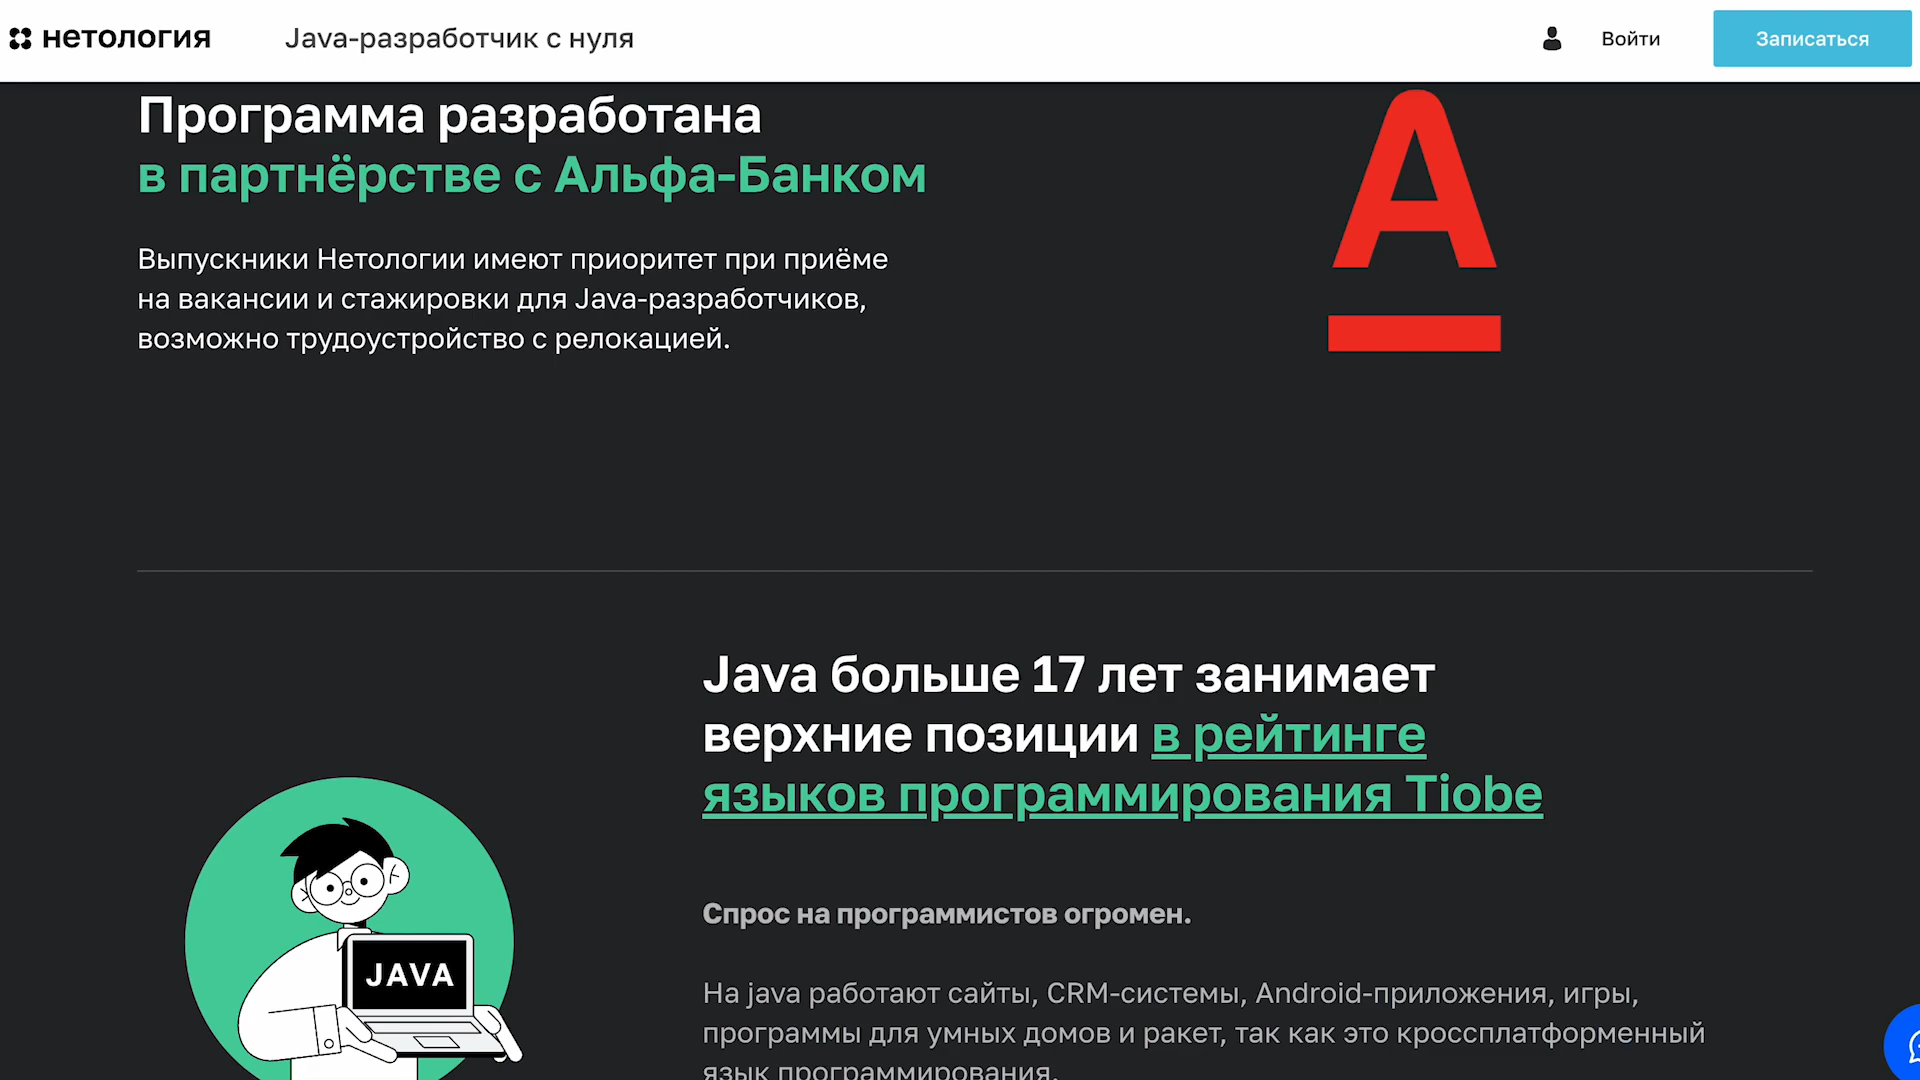 нетология
Java-разработчик с нуля
Войти
Записаться
Программа разработана
в партнёрстве с Альфа-Банком
Выпускники Нетологии имеют приоритет при приёме
на вакансии и стажировки для Java-разработчиков,
возможно трудоустройство с релокацией.
А
Java больше 17 лет занимает
верхние позиции в рейтинге
языков программирования Tiobe
JAVA
Спрос на программистов огромен.
На java работают сайты, CRM-системы, Android-приложения, игры,
программы для умных домов и ракет, так как это кроссплатформенный
язык программирования.